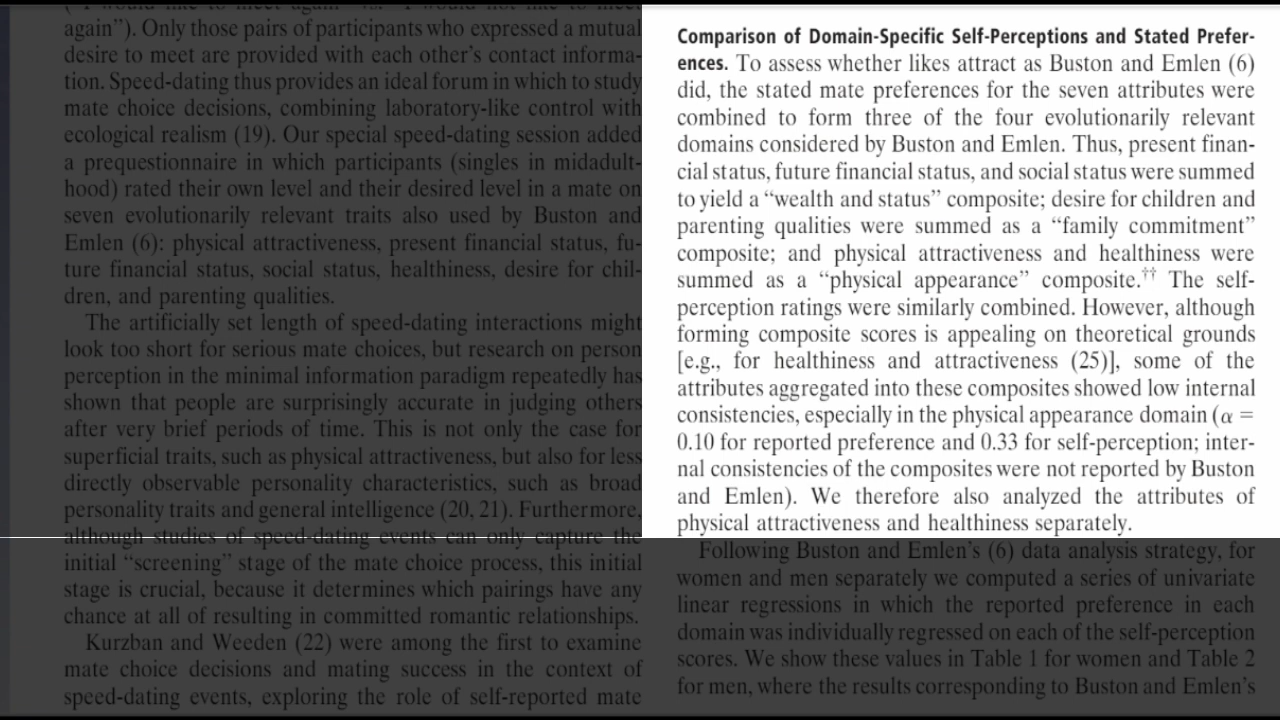 again”). Only those pairs of participants who expressed a mutual
desire to meet are provided with each other’s contact informa-
tion. Speed-dating thus provides an ideal forum in which to study
mate choice decisions, combining laboratory-like control with
ecological realism (19). Our special speed-dating session added
a prequestionnaire in which participants (singles in midadult-
hood) rated their own level and their desired level in a mate on
seven evolutionarily relevant traits also used by Buston and
Emlen (6): physical attractiveness, present financial status, fu-
ture financial status, social status, healthiness, desire for chil-
dren, and parenting qualities.
The artificially set length of speed-dating interactions might
look too short for serious mate choices, but research on person
perception in the minimal information paradigm repeatedly has
shown that people are surprisingly accurate in judging others
after very brief periods of time. This is not only the case for
superficial traits, such as physical attractiveness, but also for less
directly observable personality characteristics, such as broad
personality traits and general intelligence (20, 21). Furthermore,
although studies of speed-dating events can only capture the
initial “screening” stage of the mate choice process, this initial
stage is crucial, because it determines which pairings have any
chance at all of resulting in committed romantic relationships.
Kurzban and Weeden (22) were among the first to examine
mate choice decisions and mating success in the context of
speed-dating events, exploring the role of self-reported mate
Comparison of Domain-Specific Self-Perceptions and Stated Prefer-
ences. To assess whether likes attract as Buston and Emlen (6)
did, the stated mate preferences for the seven attributes were
combined to form three of the four evolutionarily relevant
domains considered by Buston and Emlen. Thus, present finan-
cial status, future financial status, and social status were summed
to yield a “wealth and status” composite; desire for children and
parenting qualities were summed as a “family commitment”
composite; and physical attractiveness and healthiness were
summed as a “physical appearance” composite.†† The self-
perception ratings were similarly combined. However, although
forming composite scores is appealing on theoretical grounds
[e.g., for healthiness and attractiveness (25)], some of the
attributes aggregated into these composites showed low internal
consistencies, especially in the physical appearance domain (α =
0.10 for reported preference and 0.33 for self-perception; inter-
nal consistencies of the composites were not reported by Buston
and Emlen). We therefore also analyzed the attributes of
physical attractiveness and healthiness separately.
Following Buston and Emlen’s (6) data analysis strategy, for
women and men separately we computed a series of univariate
linear regressions in which the reported preference in each
domain was individually regressed on each of the self-perception
scores. We show these values in Table 1 for women and Table 2
for men, where the results corresponding to Buston and Emlen’s